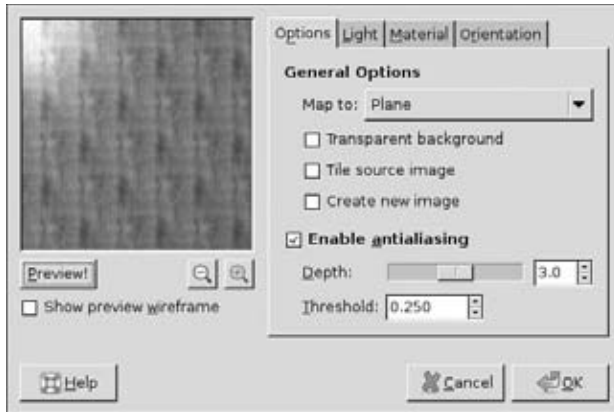 Options Light Material Orientation
General Options
Map to: Plane
Transparent background
Tile source image
Create new image
Enable antialiasing
Depth: 3.0
Threshold: 0.250
Preview!
Show preview wireframe
Help Cancel OK